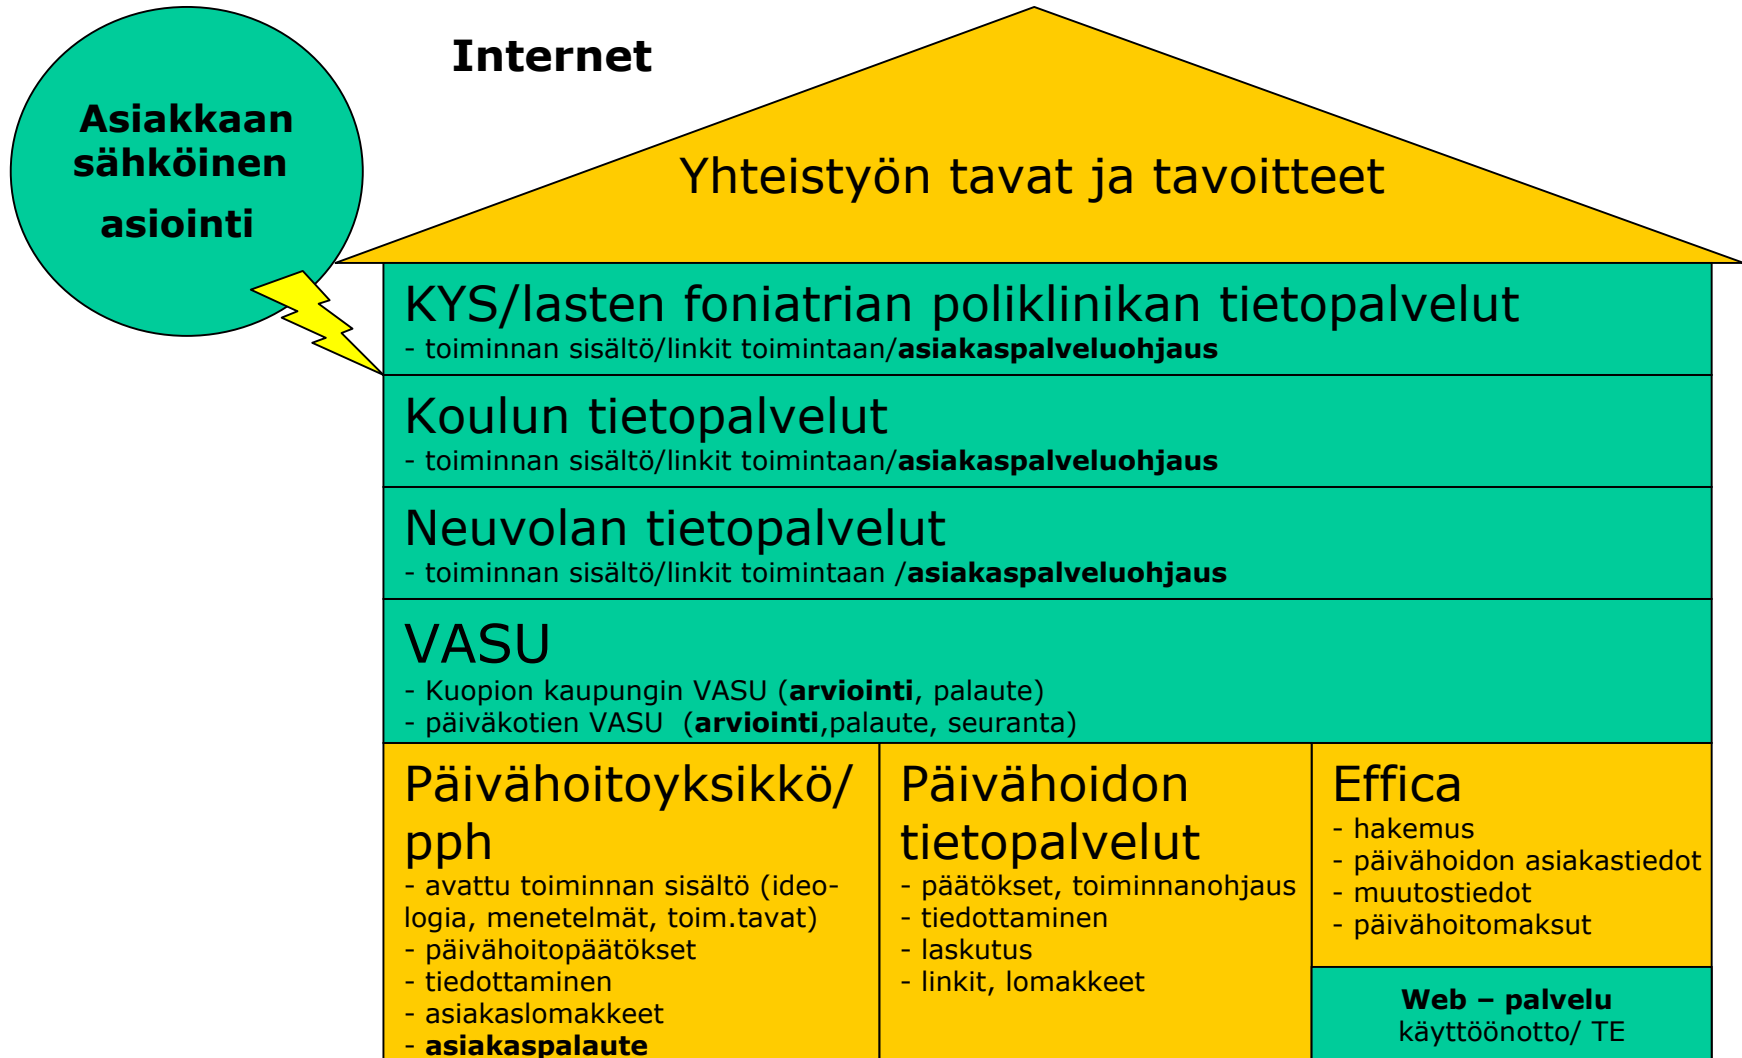 Internet
Asiakkaan
sähköinen
asiointi
Yhteistyön tavat ja tavoitteet
KYS/lasten foniatrian poliklinikan tietopalvelut
- toiminnan sisältö/linkit toimintaan/asiakaspalveluohjaus
Koulun tietopalvelut
- toiminnan sisältö/linkit toimintaan/asiakaspalveluohjaus
Neuvolan tietopalvelut
- toiminnan sisältö/linkit toimintaan /asiakaspalveluohjaus
VASU
- Kuopion kaupungin VASU (arviointi, palaute)
- päiväkotien VASU  (arviointi,palaute, seuranta)
Päivähoitoyksikkö/
pph
- avattu toiminnan sisältö (ideo-
logia, menetelmät, toim.tavat)
- päivähoitopäätökset
- tiedottaminen
- asiakaslomakkeet
- asiakaspalaute
Päivähoidon
tietopalvelut
- päätökset, toiminnanohjaus
- tiedottaminen
- laskutus
- linkit, lomakkeet
Effica
- hakemus
- päivähoidon asiakastiedot
- muutostiedot
- päivähoitomaksut
Web – palvelu
käyttöönotto/ TE